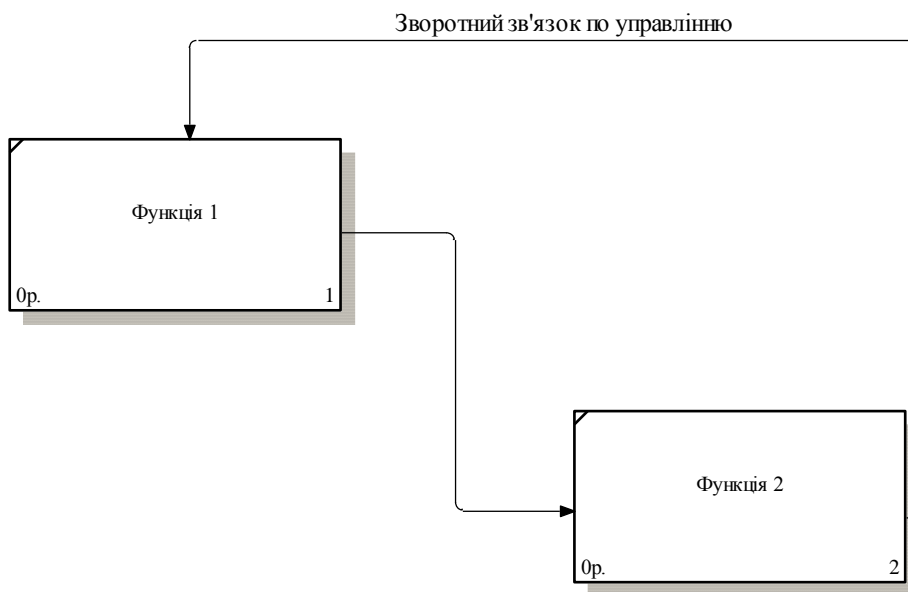 Зворотний зв'язок по управлінню
Функція 1
0р. 1
Функція 2
0р. 2